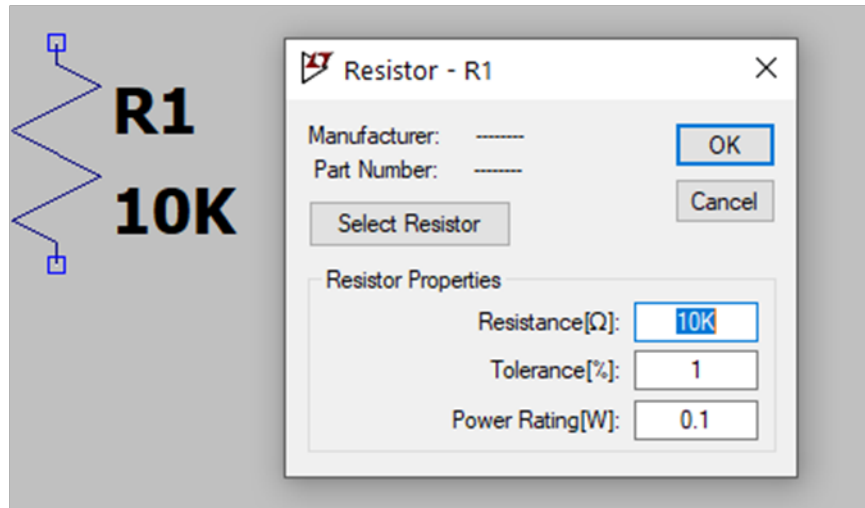 R1
10K
Resistor - R1
Manufacturer: --------
OK
Part Number: --------
Cancel
Select Resistor
Resistor Properties
Resistance[Ω]: 10K
Tolerance[%]: 1
Power Rating[W]: 0.1